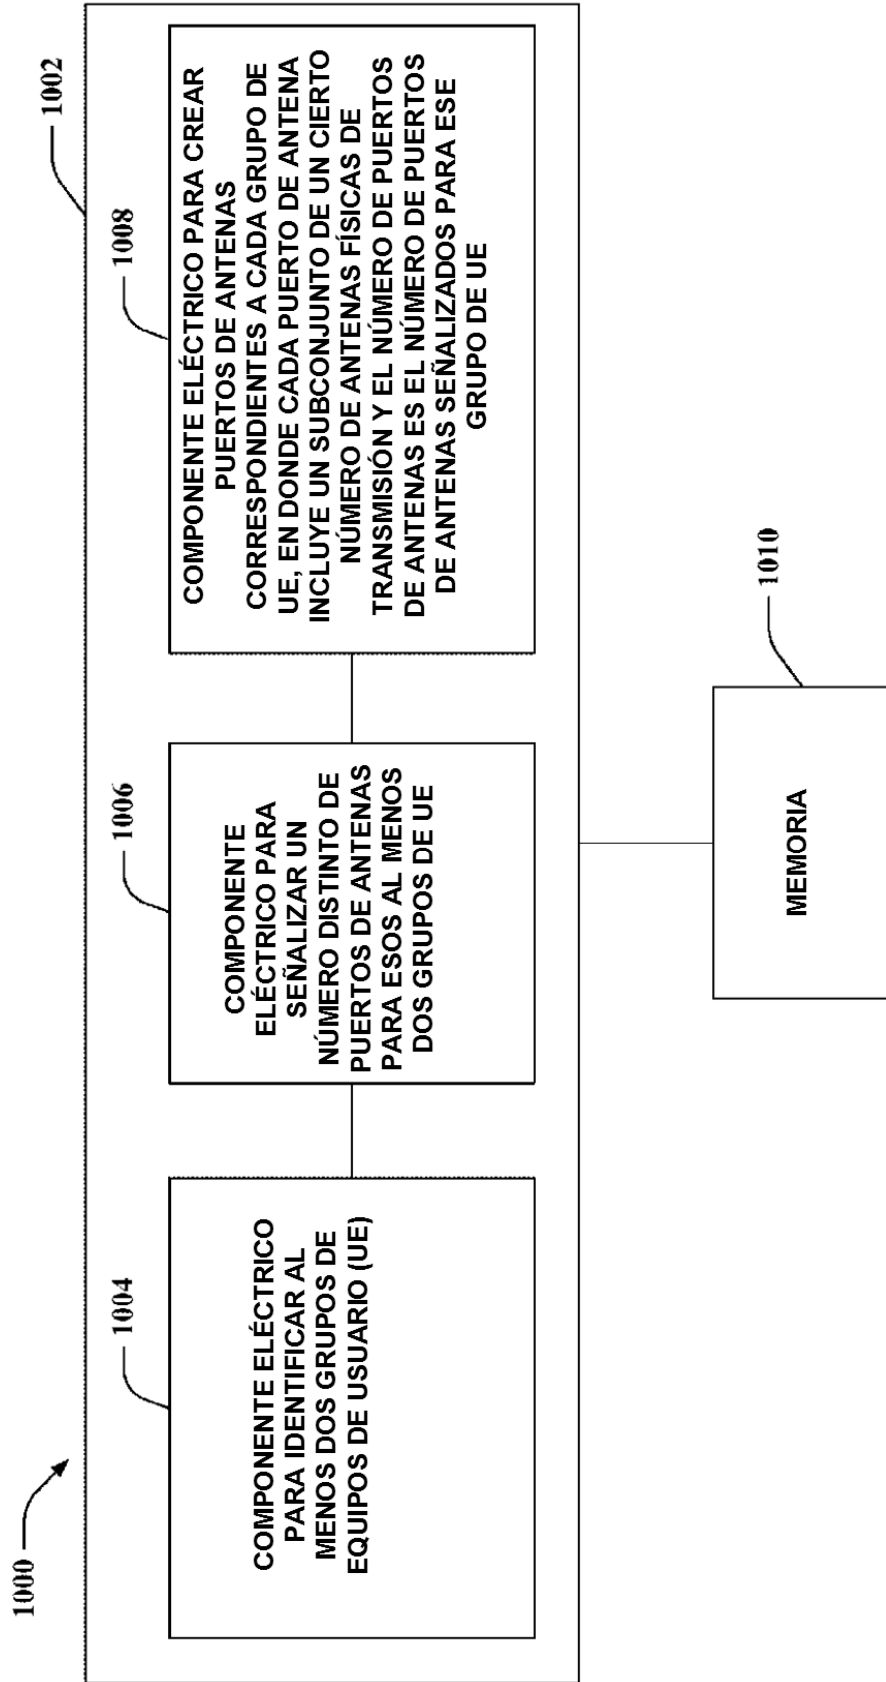 1000
1002
1004
COMPONENTE ELÉCTRICO
PARA IDENTIFICAR AL
MENOS DOS GRUPOS DE
EQUIPOS DE USUARIO (UE)
1006
COMPONENTE
ELÉCTRICO PARA
SEÑALIZAR UN
NÚMERO DISTINTO DE
PUERTOS DE ANTENAS
PARA ESOS AL MENOS
DOS GRUPOS DE UE
1008
COMPONENTE ELÉCTRICO PARA CREAR
PUERTOS DE ANTENAS
CORRESPONDIENTES A CADA GRUPO DE
UE, EN DONDE CADA PUERTO DE ANTENA
INCLUYE UN SUBCONJUNTO DE UN CIERTO
NÚMERO DE ANTENAS FÍSICAS DE
TRANSMISIÓN Y EL NÚMERO DE PUERTOS
DE ANTENAS ES EL NÚMERO DE PUERTOS
DE ANTENAS SEÑALIZADOS PARA ESE
GRUPO DE UE
1010
MEMORIA